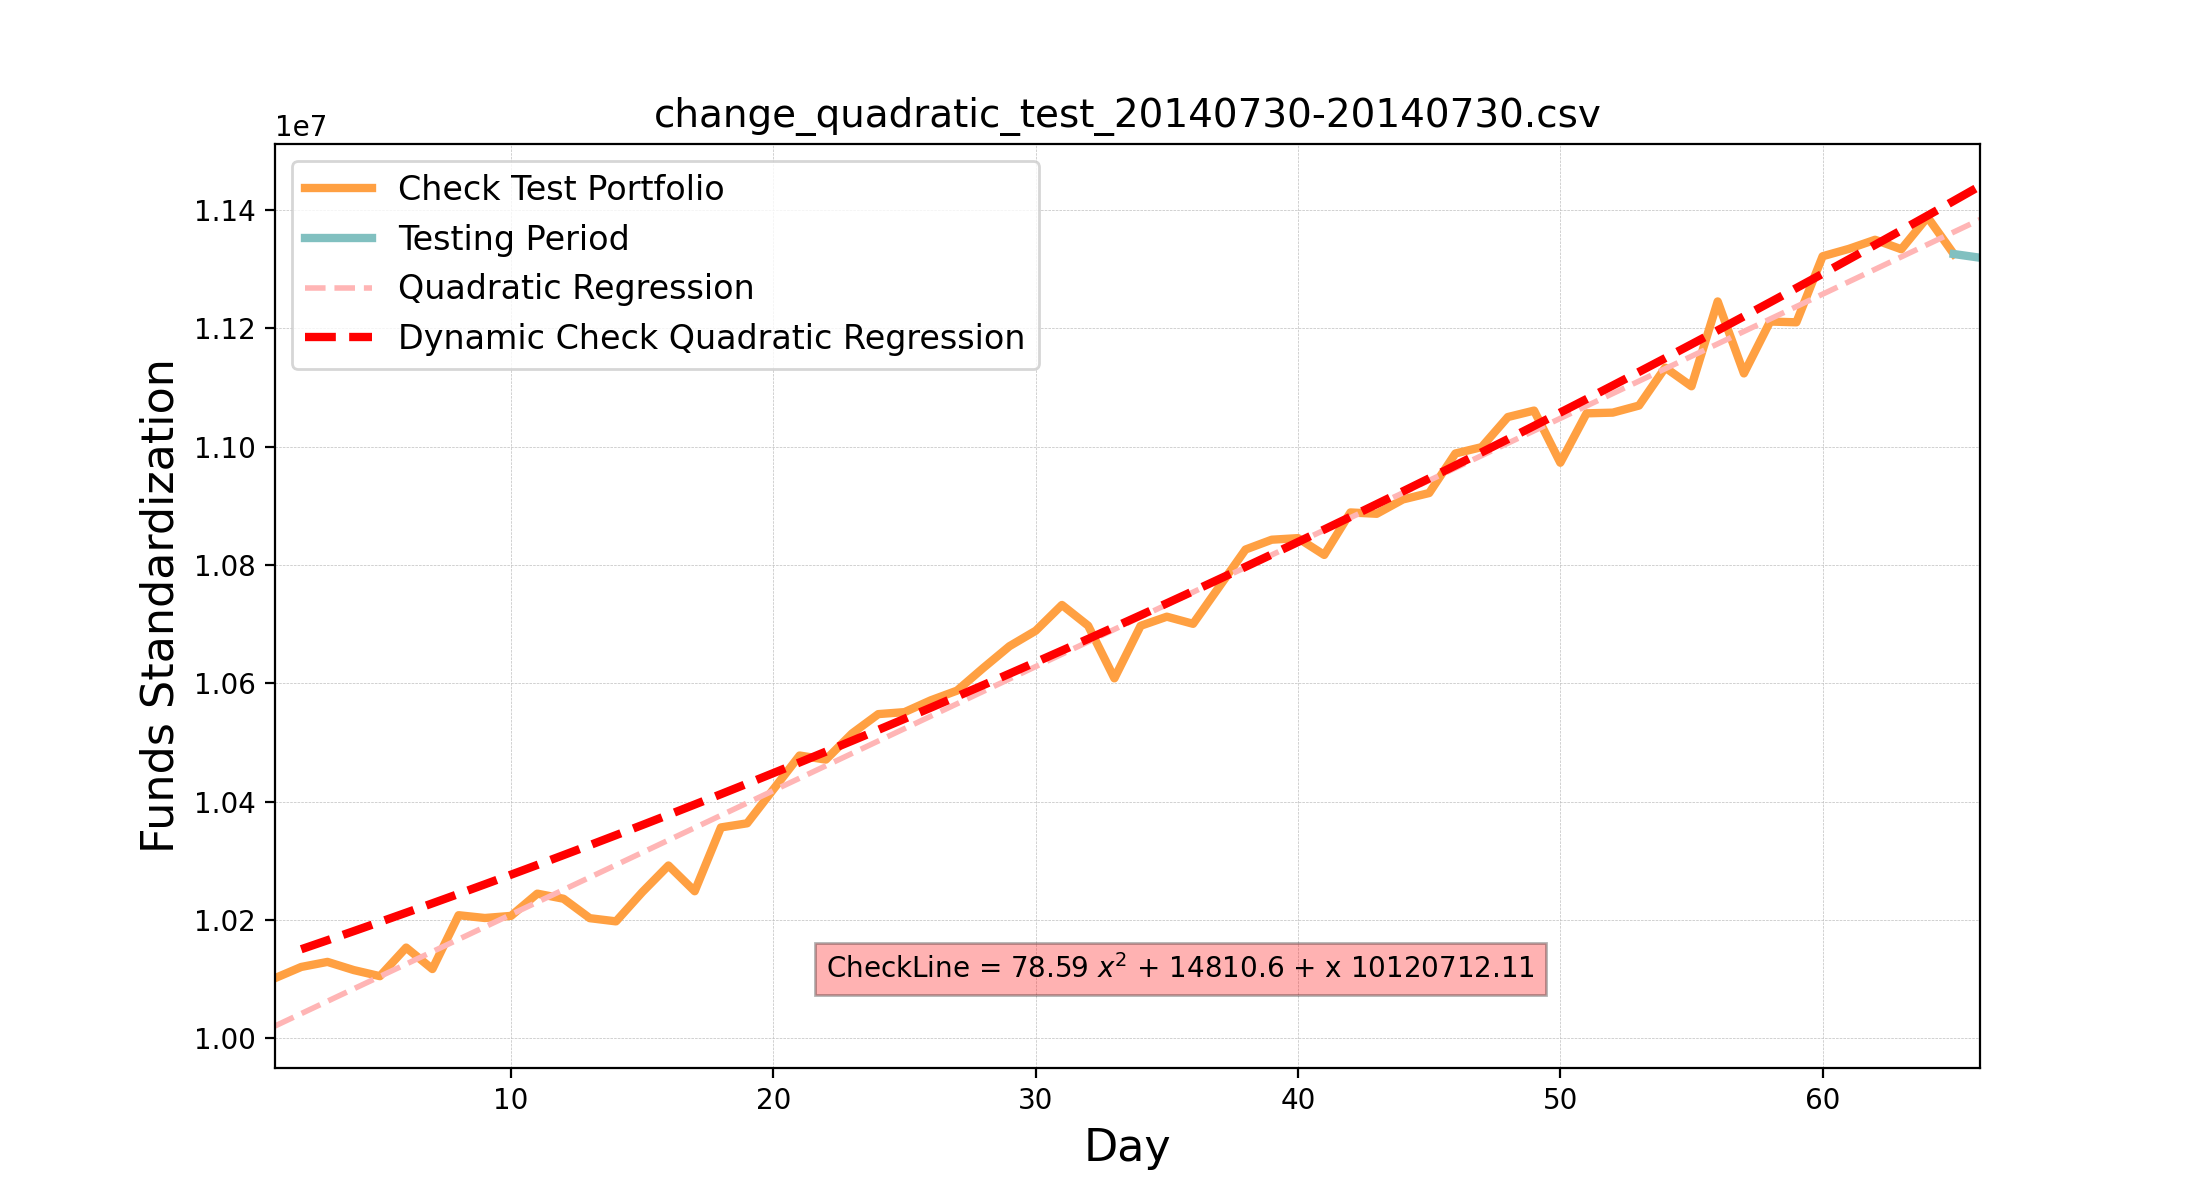 change_quadratic_test_20140730-20140730.csv
1e7
Check Test Portfolio
Testing Period
Quadratic Regression
Dynamic Check Quadratic Regression
1.14
1.12
1.10
1.08
1.06
1.04
1.02
1.00
Funds Standardization
CheckLine = 78.59 x² + 14810.6 + x 10120712.11
10 20 30 40 50 60
Day